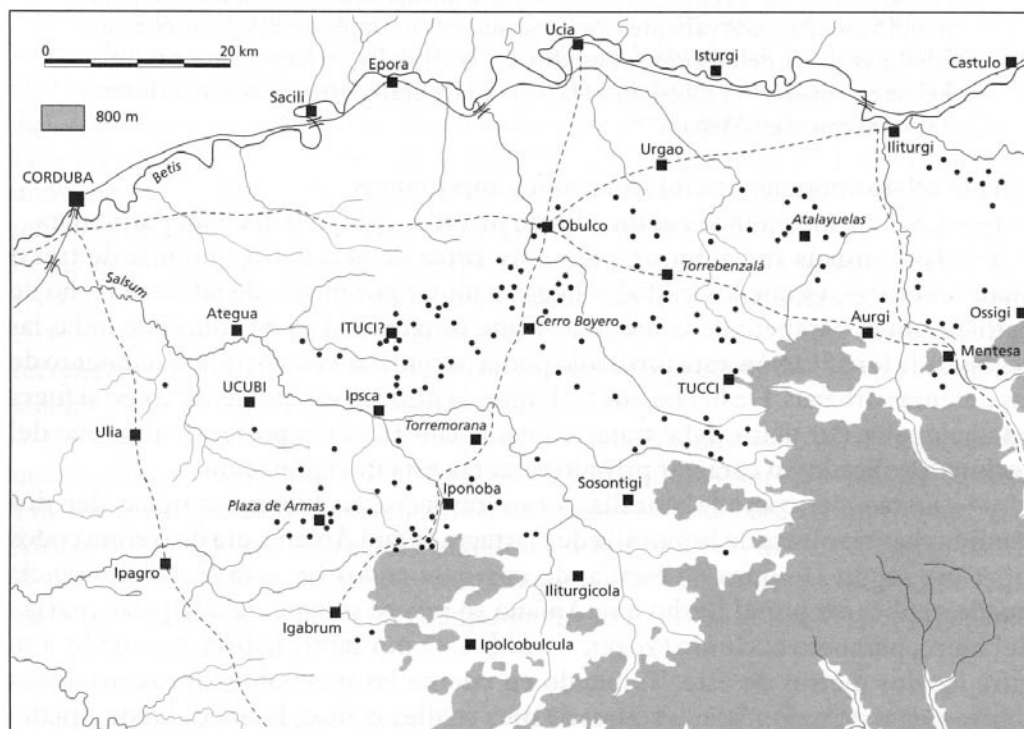 0 20 km
800 m
Ucia
Isturgi
Castulo
Epora
Sacili
Iliturgi
Urgao
CORDUBA
Betis
Obulco
Atalayuelas
Torrebenzalá
Salsum
Ategua
ITUCI?
Cerro Boyero
Aurgi
Ossigi
Mentesa
TUCCI
UCUBI
Ipsca
Ulia
Torremorana
Sosontigi
Iponoba
Plaza de Armas
Ipagro
Iliturgicola
Igabrum
Ipolcobulcula